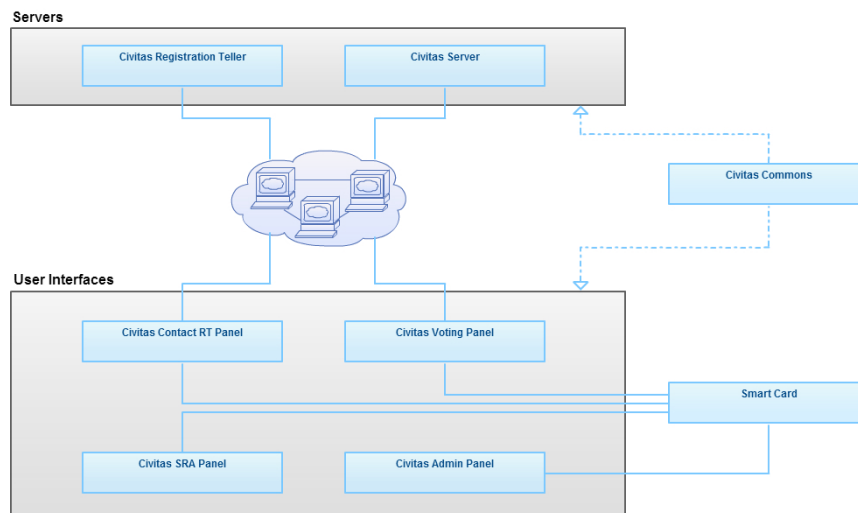 Servers
Civitas Registration Teller
Civitas Server
Civitas Commons
User Interfaces
Civitas Contact RT Panel
Civitas Voting Panel
Smart Card
Civitas SRA Panel
Civitas Admin Panel